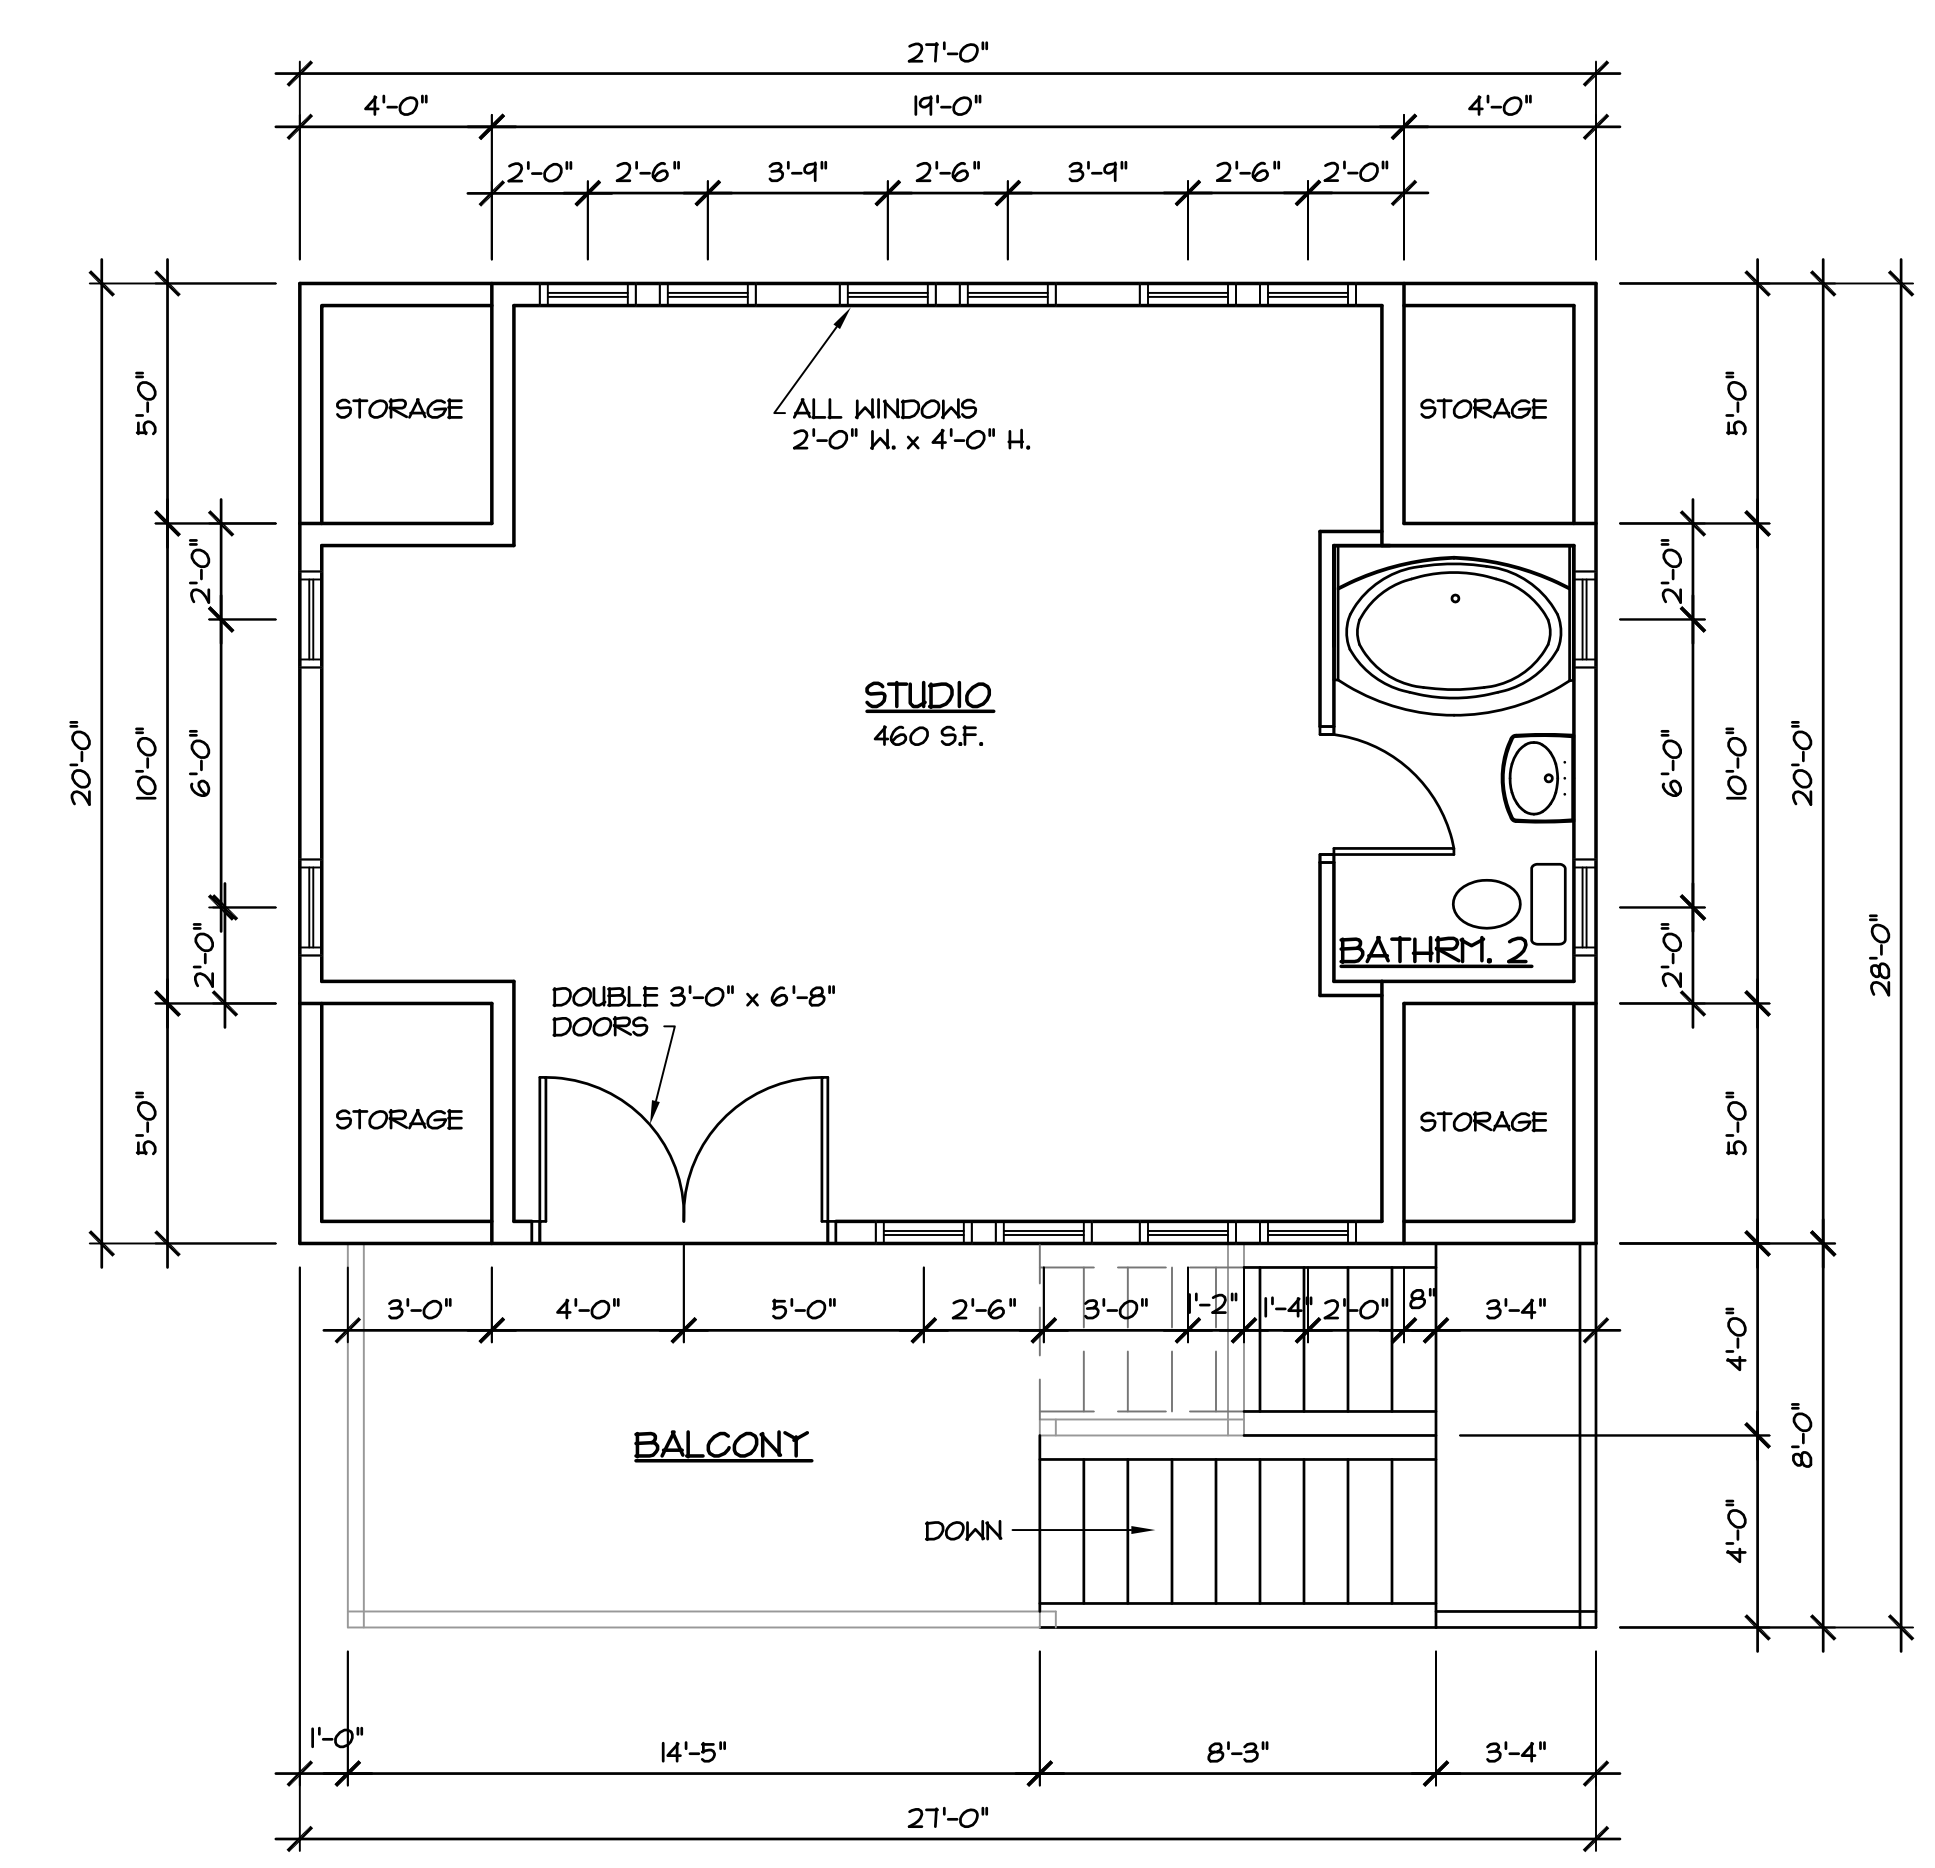 27'-0"
4'-0" 19'-0" 4'-0"
2'-0" 2'-6" 3'-9" 2'-6" 3'-9" 2'-6" 2'-0"
STORAGE
STORAGE
ALL WINDOWS
2'-0" W. x 4'-0" H.
5'-0"
5'-0"
2'-0"
2'-0"
STUDIO
460 S.F.
20'-0"
10'-0"
6'-0"
6'-0"
10'-0"
20'-0"
2'-0"
BATHRM. 2
2'-0"
28'-0"
DOUBLE 3'-0" x 6'-8"
DOORS
5'-0"
STORAGE
STORAGE
5'-0"
3'-0" 4'-0" 5'-0" 2'-6" 3'-0" 1'-2" 1'-4" 2'-0" 8" 3'-4"
4'-0"
BALCONY
8'-0"
DOWN
4'-0"
1'-0" 14'-5" 8'-3" 3'-4"
27'-0"